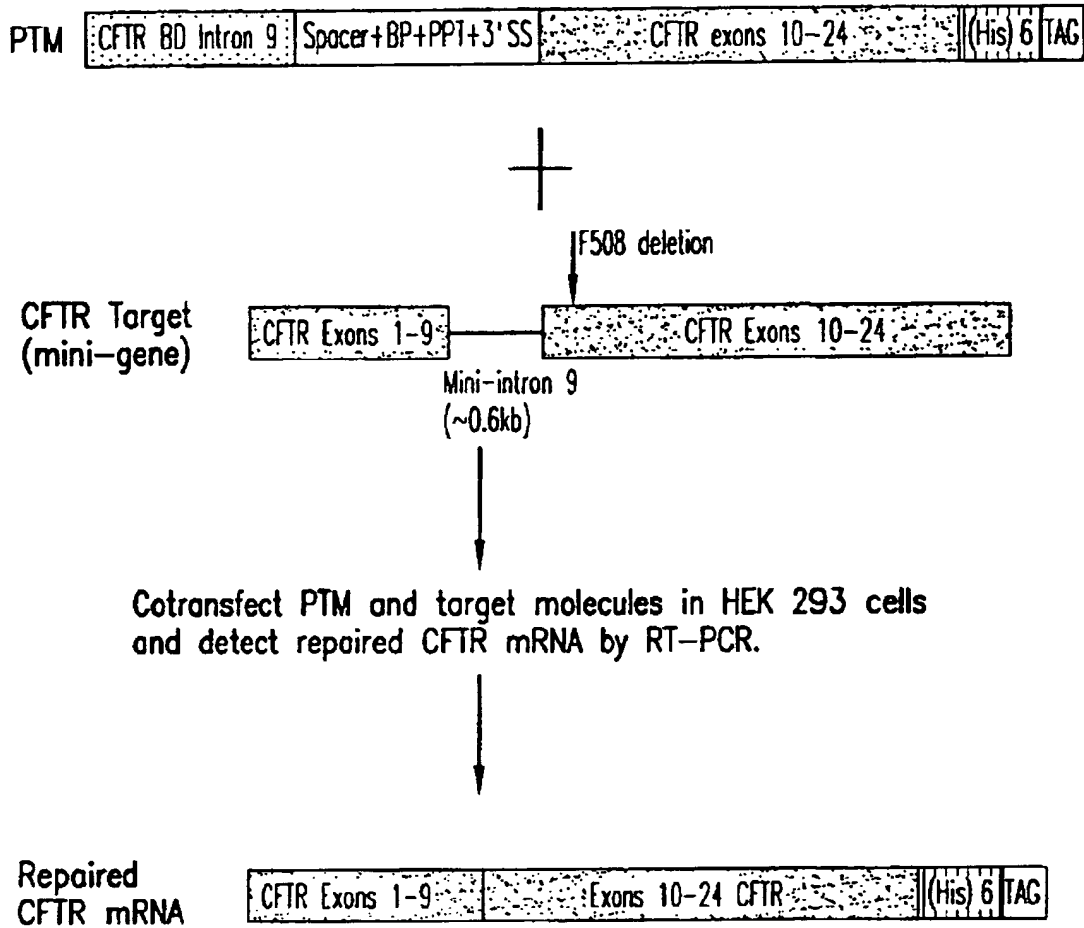 PTM CFTR BD Intron 9 Spacer+BP+PPT+3'SS CFTR exons 10-24 (His) 6 TAG
+
F508 deletion
CFTR Target
(mini-gene)
CFTR Exons 1-9 CFTR Exons 10-24
Mini-intron 9
(~0.6kb)
Cotransfect PTM and target molecules in HEK 293 cells
and detect repaired CFTR mRNA by RT-PCR.
Repaired
CFTR mRNA
CFTR Exons 1-9 Exons 10-24 CFTR (His) 6 TAG